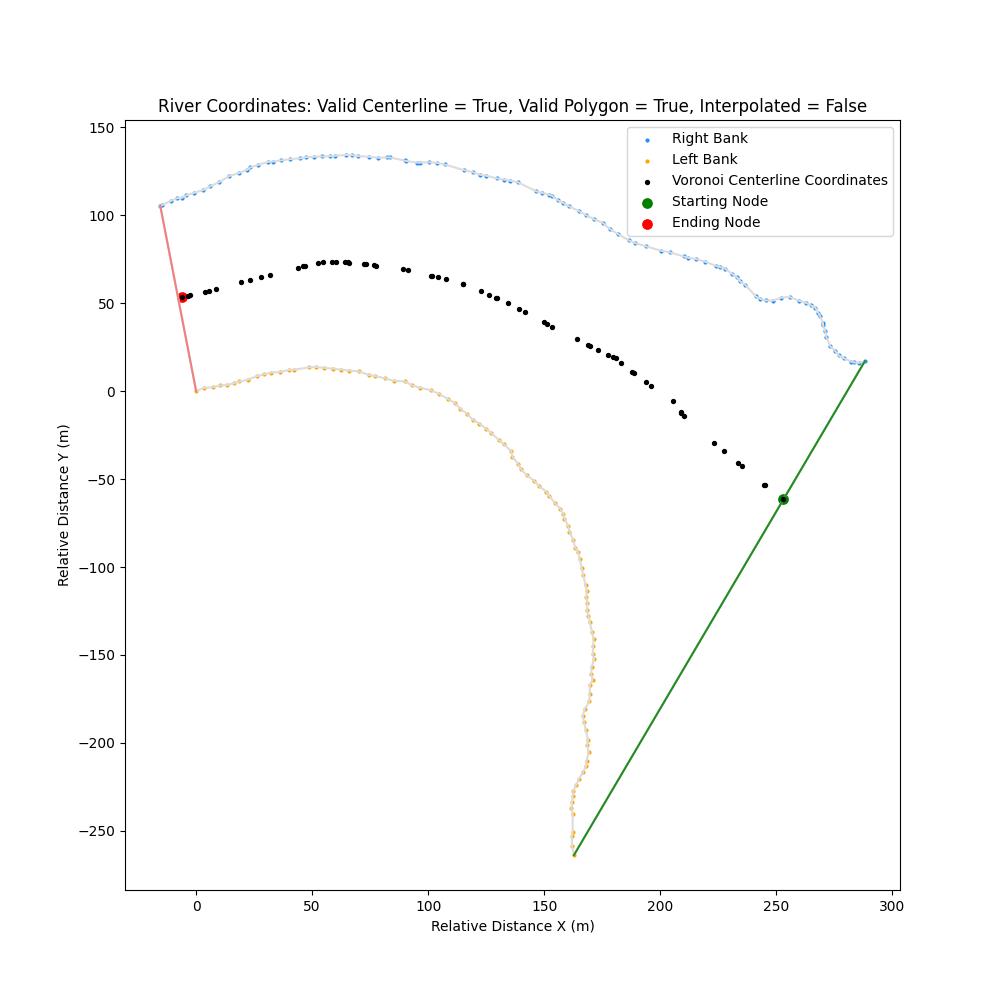 River Coordinates: Valid Centerline = True, Valid Polygon = True, Interpolated = False
Right Bank
Left Bank
Voronoi Centerline Coordinates
Starting Node
Ending Node
150
100
50
0
−50
−100
−150
−200
−250
Relative Distance Y (m)
0
50
100
150
200
250
300
Relative Distance X (m)